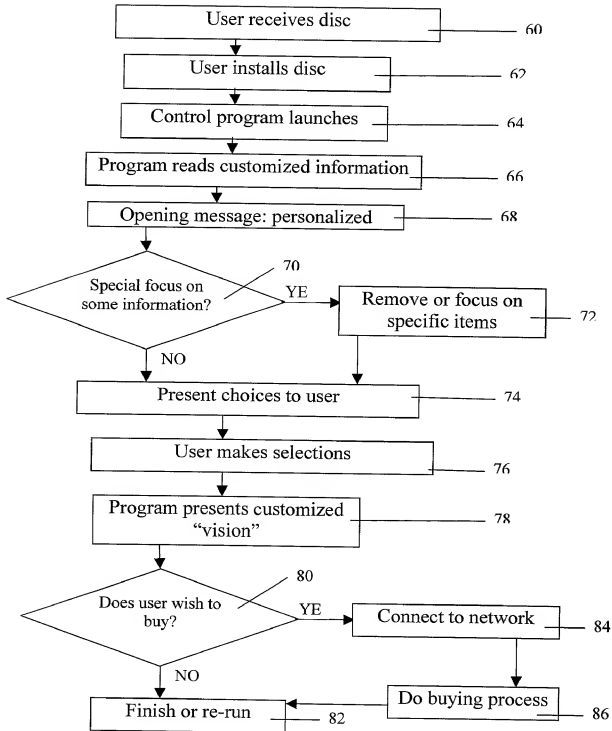 User receives disc
60
User installs disc
62
Control program launches
64
Program reads customized information
66
Opening message: personalized
68
70
Special focus on
some information?
YE
Remove or focus on
specific items
72
NO
Present choices to user
74
User makes selections
76
Program presents customized
“vision”
78
80
Does user wish to
buy?
YE
Connect to network
84
NO
Do buying process
86
Finish or re-run
82